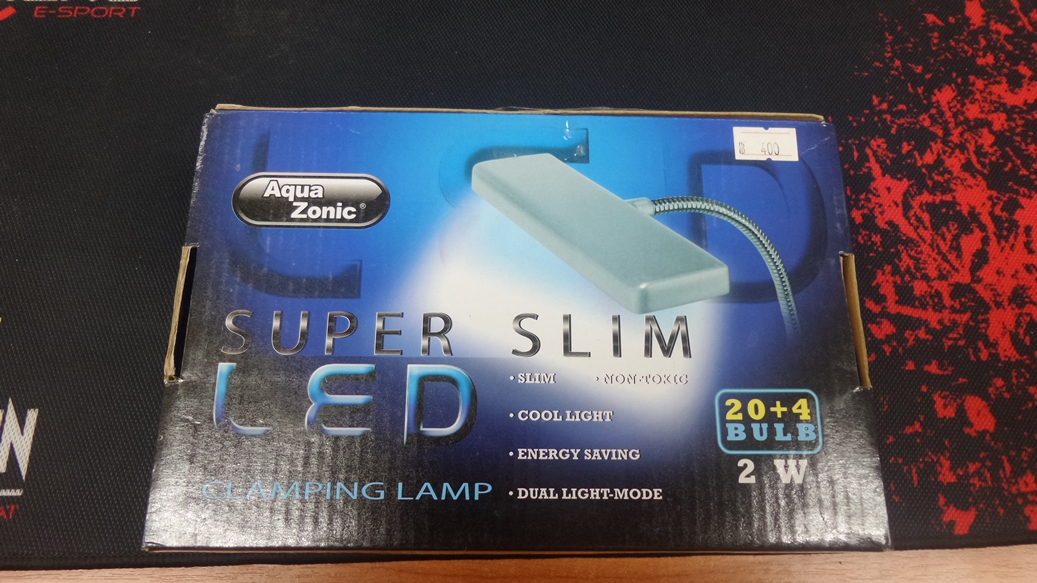 E-SPORT
400
Aqua
Zonic®
LED
SUPER SLIM
LED
• SLIM • NON-TOXIC
• COOL LIGHT
• ENERGY SAVING
• DUAL LIGHT-MODE
CLAMPING LAMP
20+4
BULB
2 W